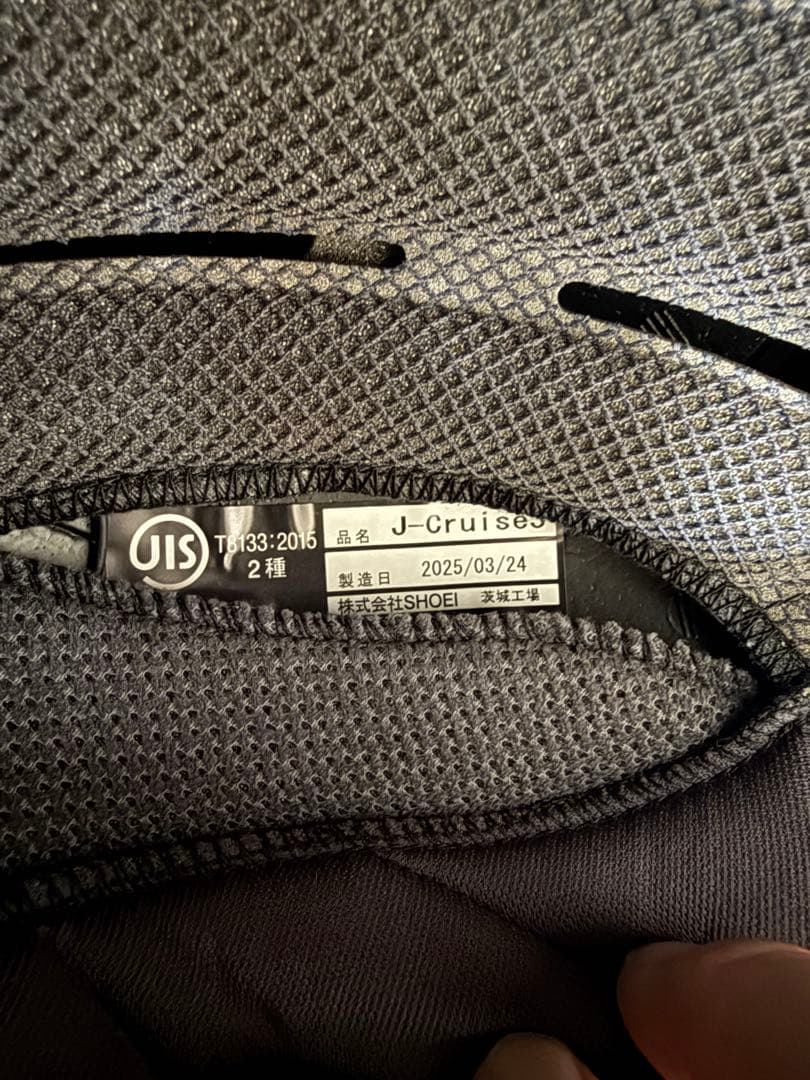 JIS
T8133:2015
2種
品名 J-Cruise3
製造日 2025/03/24
株式会社SHOEI 茨城工場